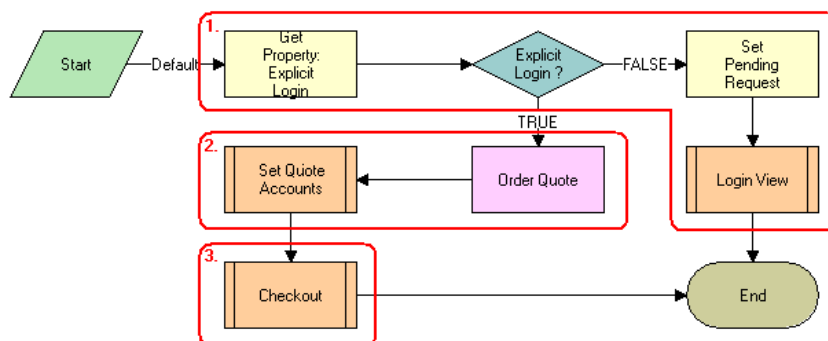 1.
Start
Default
Get
Property:
Explicit
Login
Explicit
Login ?
FALSE
Set
Pending
Request
TRUE
2.
Set Quote
Accounts
Order Quote
Login View
3.
Checkout
End